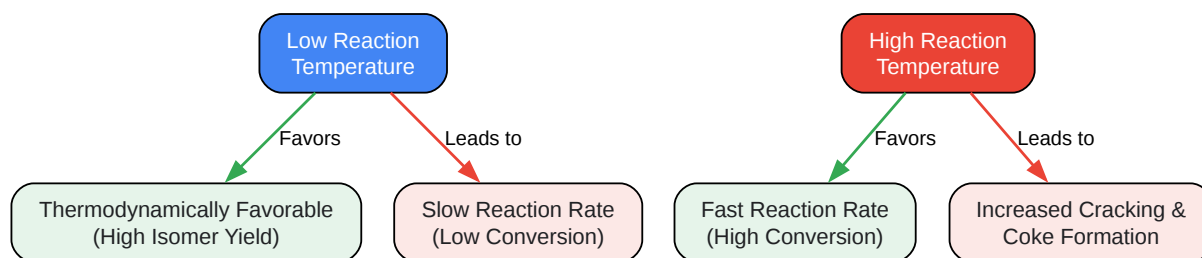 Low Reaction
Temperature
High Reaction
Temperature
Favors
Leads to
Favors
Leads to
Thermodynamically Favorable
(High Isomer Yield)
Slow Reaction Rate
(Low Conversion)
Fast Reaction Rate
(High Conversion)
Increased Cracking &
Coke Formation